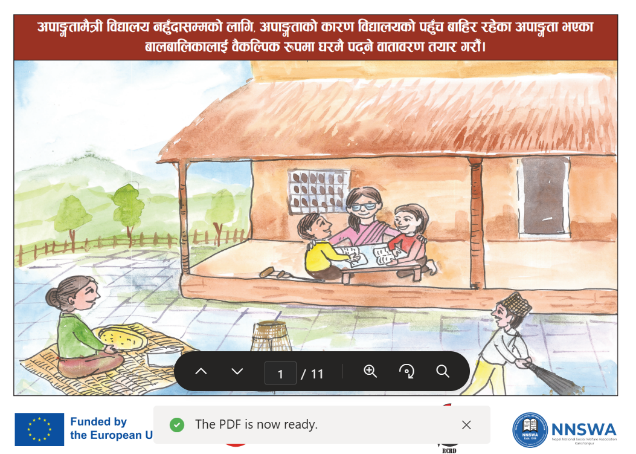 अपाङ्गतामैत्री विद्यालय नहुँदासम्मको लागि, अपाङ्गताको कारण विद्यालयको पहुँच बाहिर रहेका अपाङ्गता भएका
बालबालिकालाई वैकल्पिक रूपमा घरमै पढ्ने वातावरण तयार गरौं।
1 / 11
Funded by
the European U
The PDF is now ready.
RCRD
NNSWA